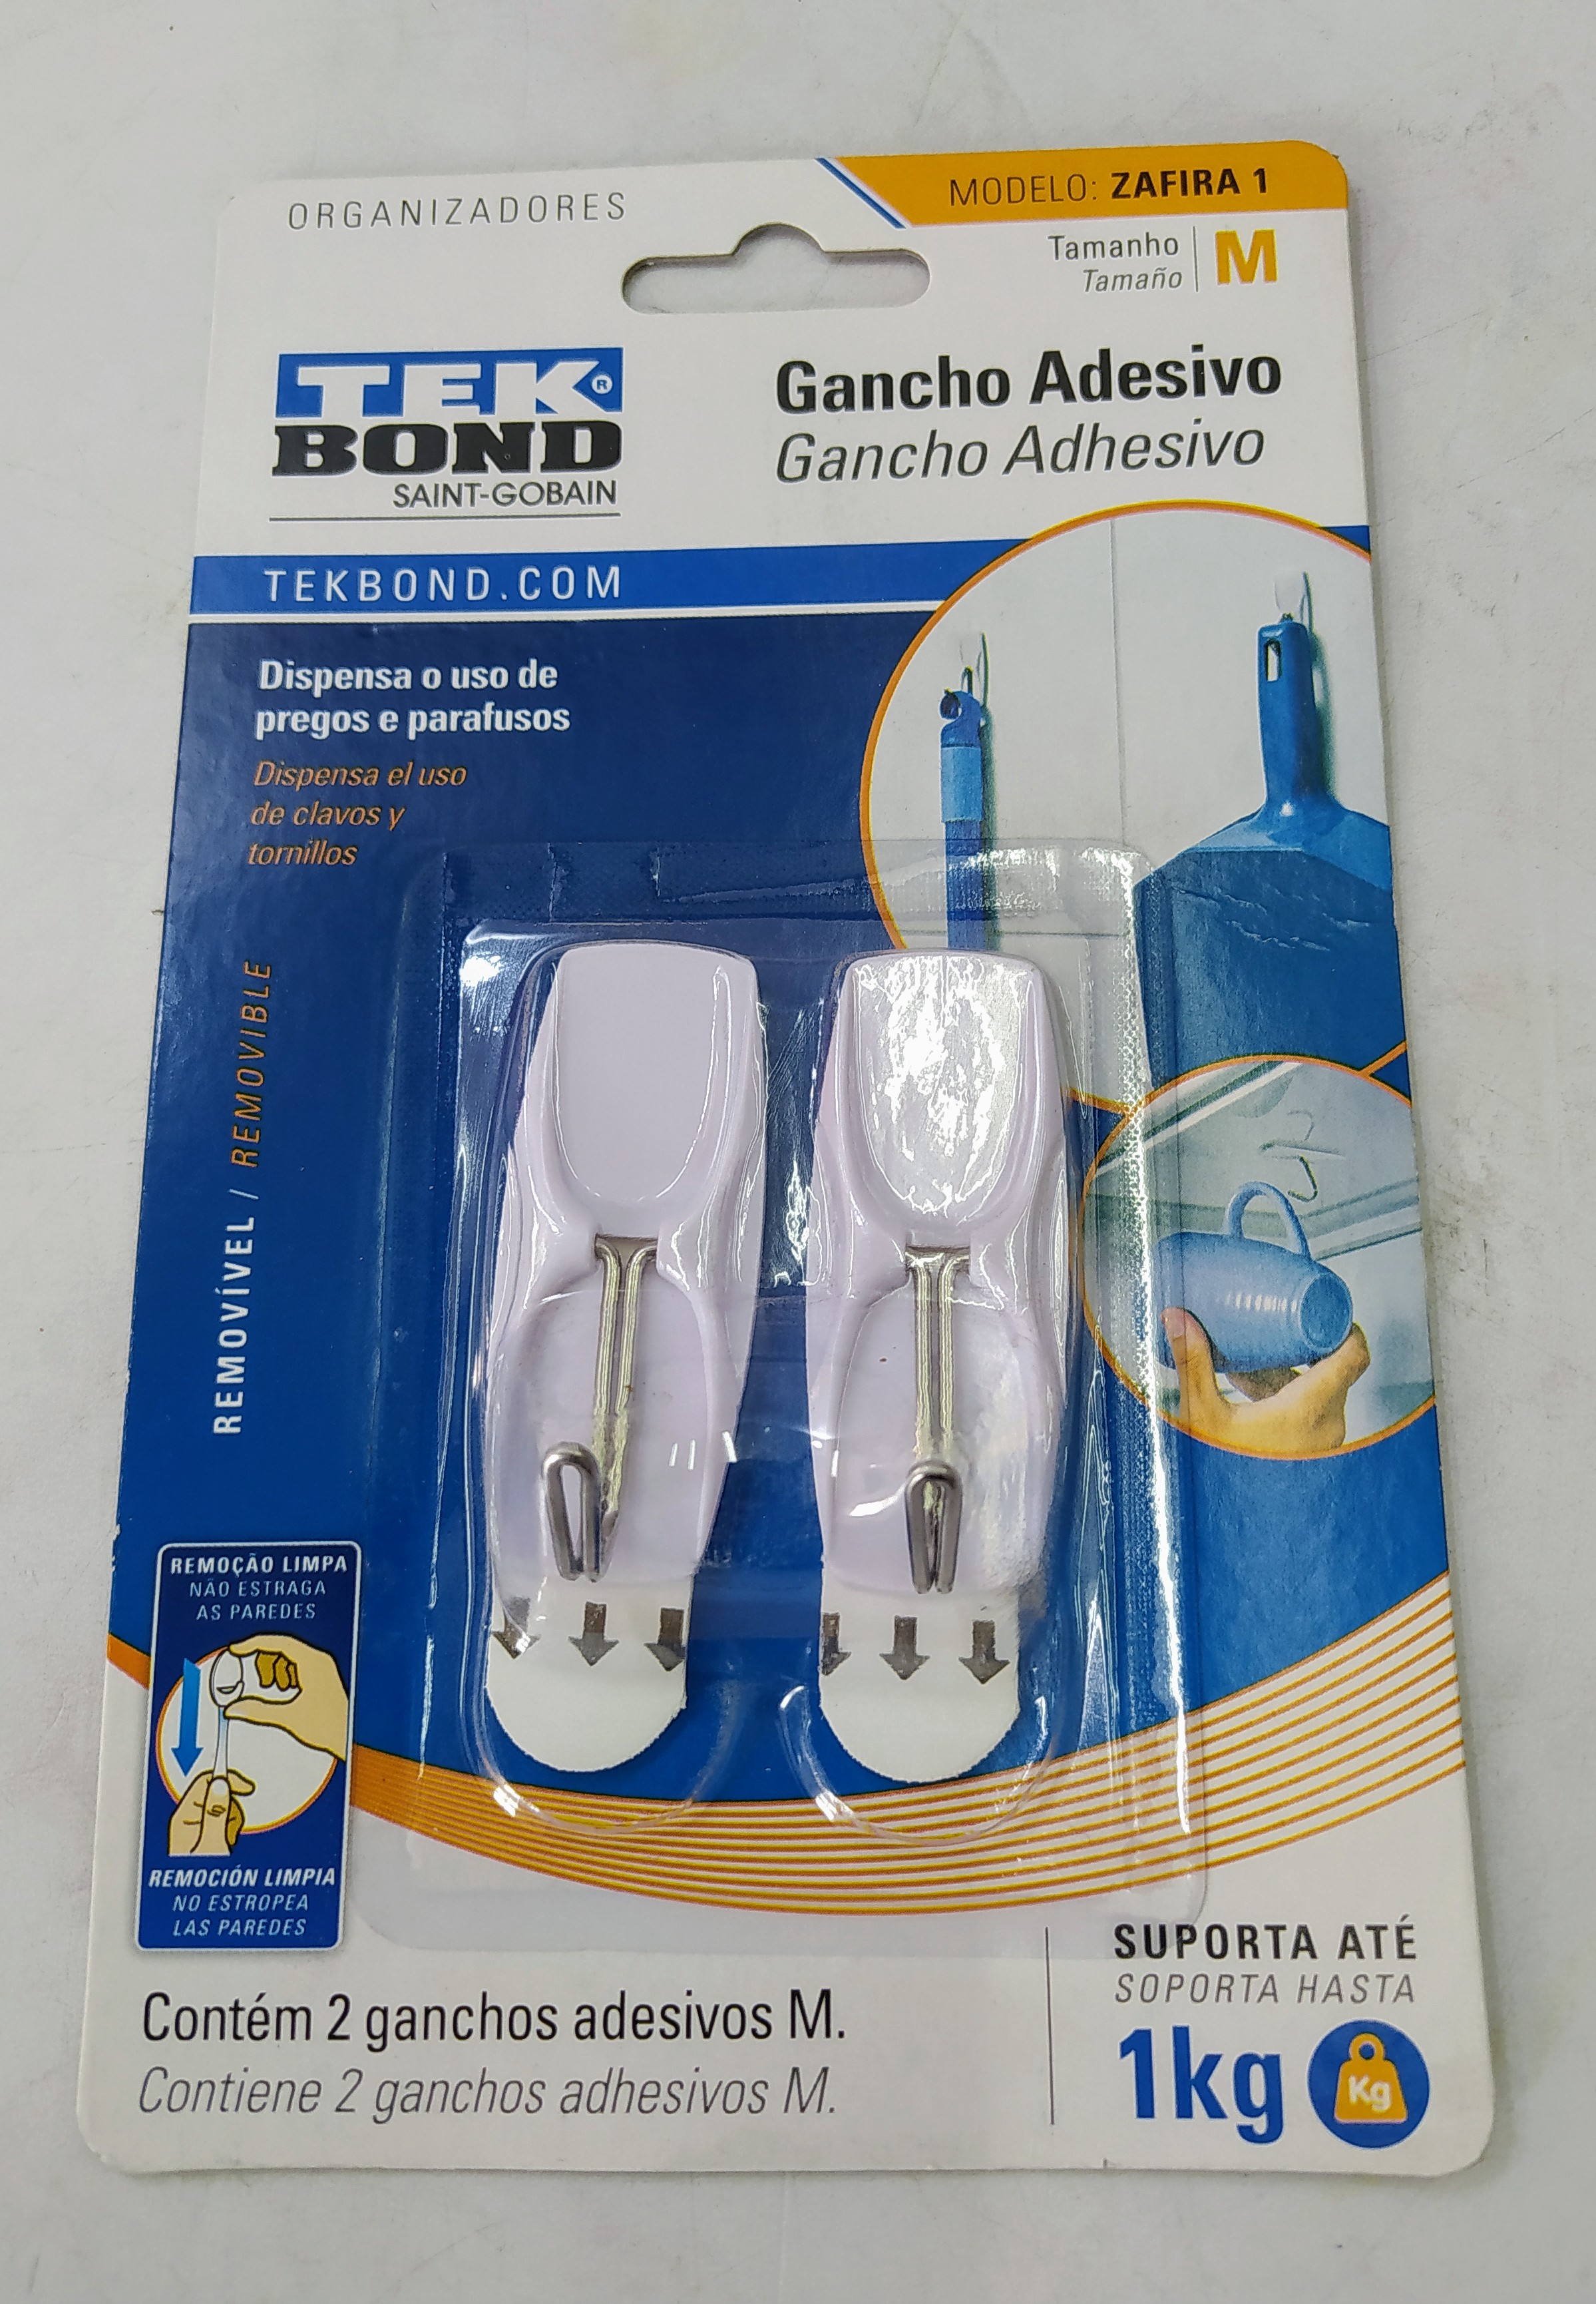 ORGANIZADORES
MODELO: ZAFIRA 1
Tamanho
Tamaño
M
TEK®
BOND
SAINT-GOBAIN
Gancho Adesivo
Gancho Adhesivo
TEKBOND.COM
Dispensa o uso de
pregos e parafusos
Dispensa el uso
de clavos y
tornillos
REMOVÍVEL / REMOVIBLE
REMOÇÃO LIMPA
NÃO ESTRAGA
AS PAREDES
REMOCIÓN LIMPIA
NO ESTROPEA
LAS PAREDES
Contém 2 ganchos adesivos M.
Contiene 2 ganchos adhesivos M.
SUPORTA ATÉ
SOPORTA HASTA
1kg
Kg